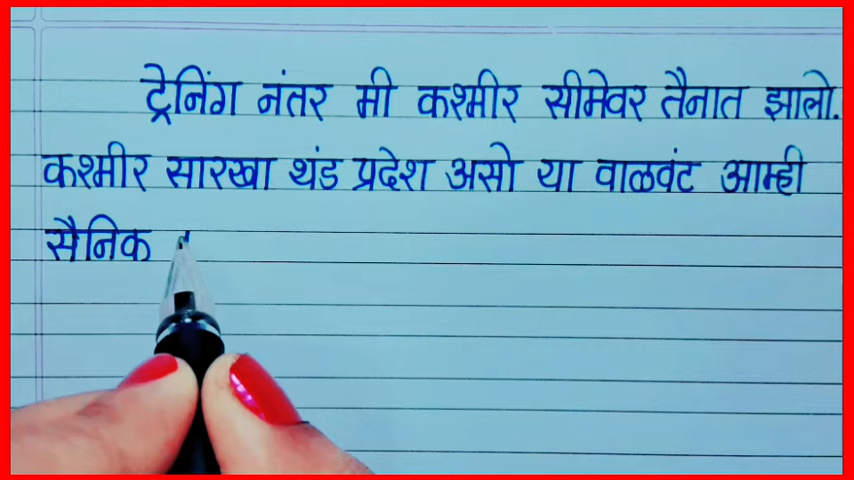 ट्रेनिंग नंतर मी कश्मीर सीमेवर तैनात झालो.
कश्मीर सारखा थंड प्रदेश असो या वाळवंट आम्ही
सैनिक